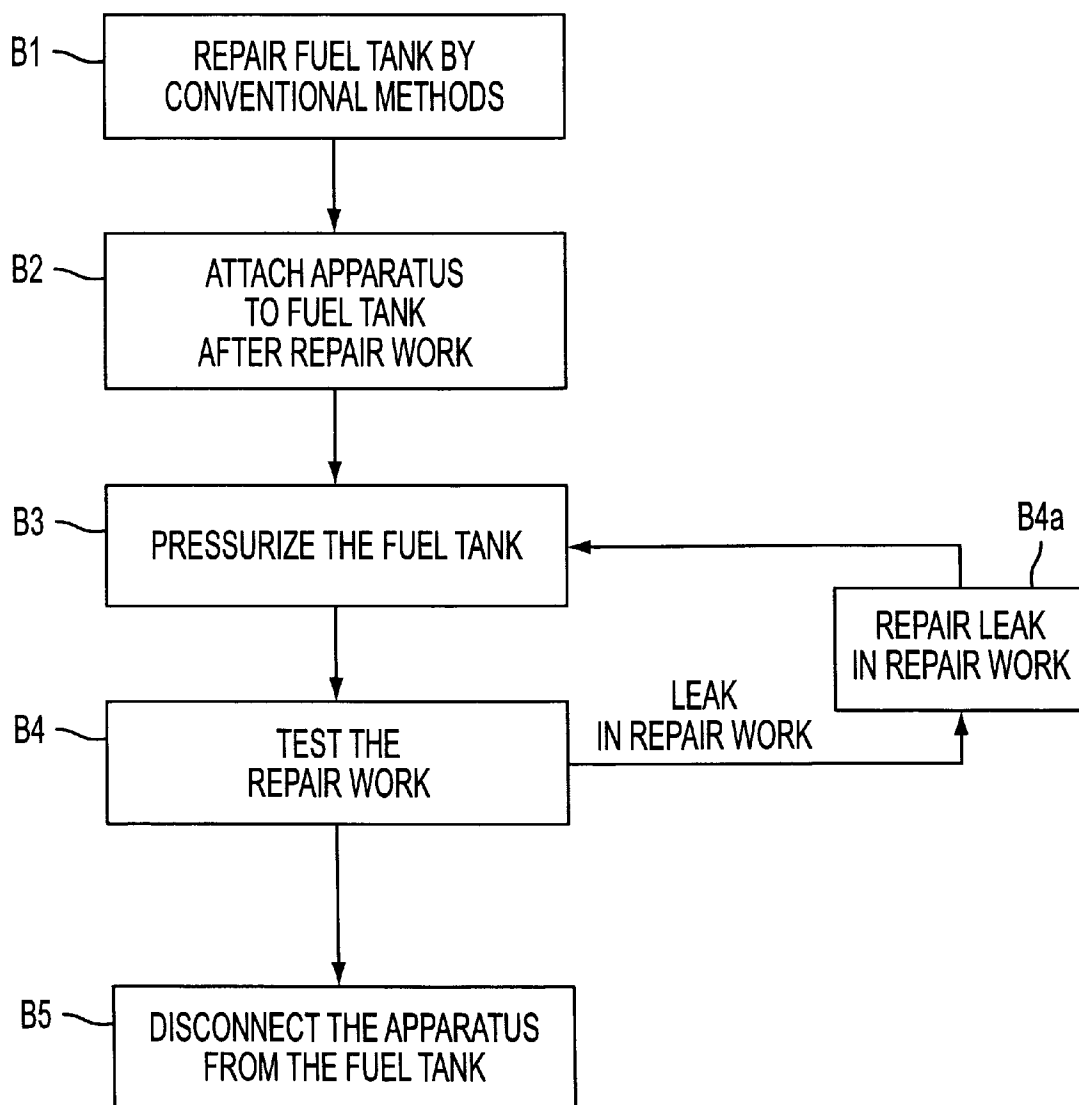 B1
REPAIR FUEL TANK BY
CONVENTIONAL METHODS
B2
ATTACH APPARATUS
TO FUEL TANK
AFTER REPAIR WORK
B3
PRESSURIZE THE FUEL TANK
B4a
REPAIR LEAK
IN REPAIR WORK
LEAK
IN REPAIR WORK
B4
TEST THE
REPAIR WORK
B5
DISCONNECT THE APPARATUS
FROM THE FUEL TANK